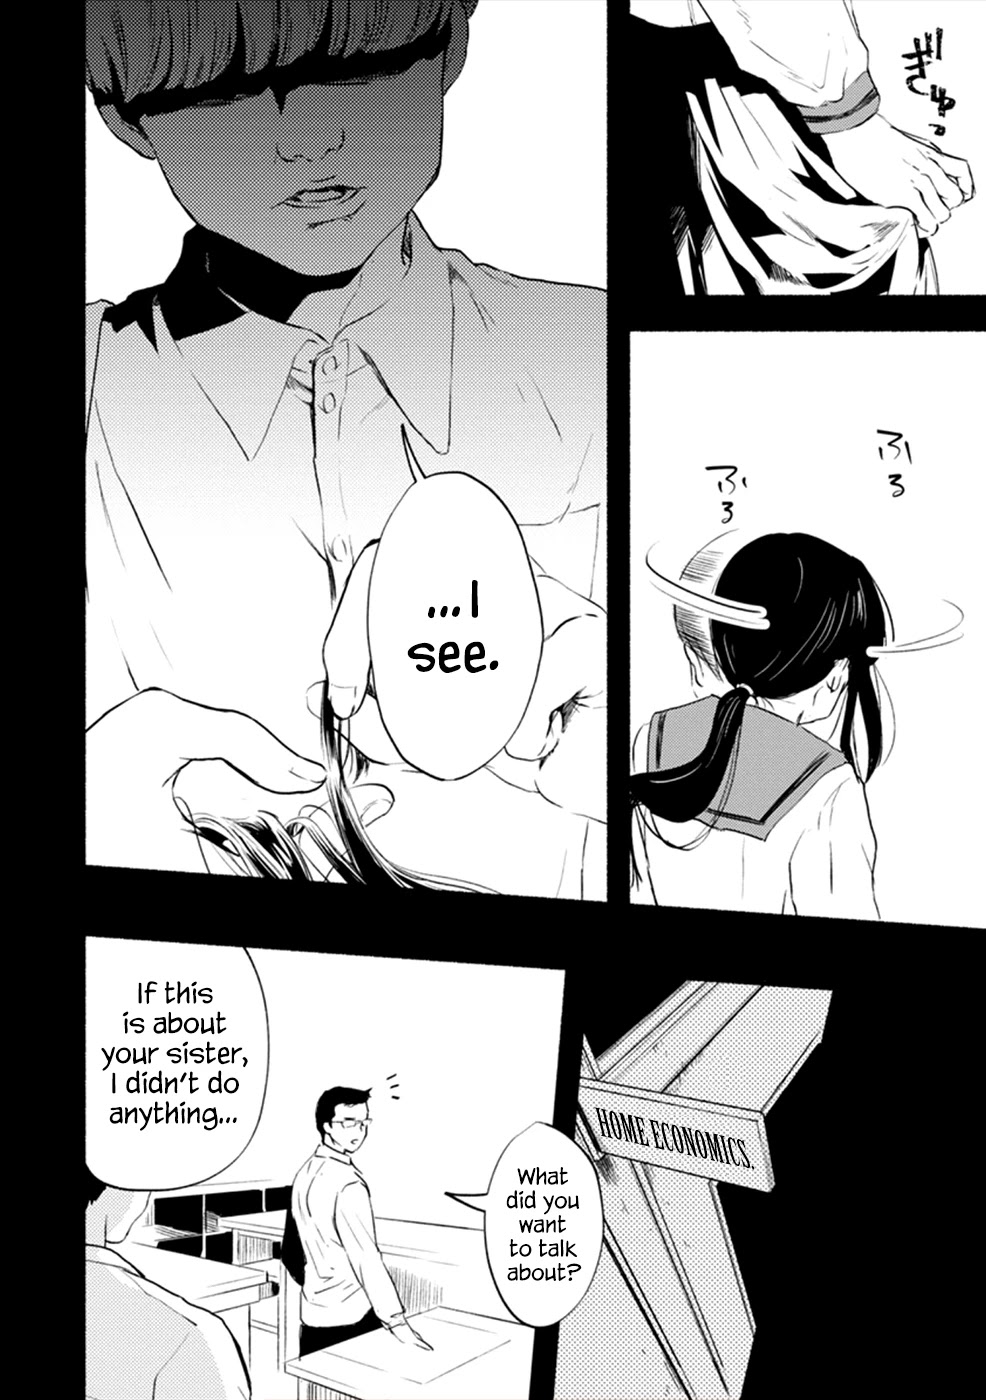 ぎゅっ
ふる
ふる
...I
see.
HOME ECONOMICS.
What
did you
want
to talk
about?
If this
is about
your sister,
I didn't do
anything...